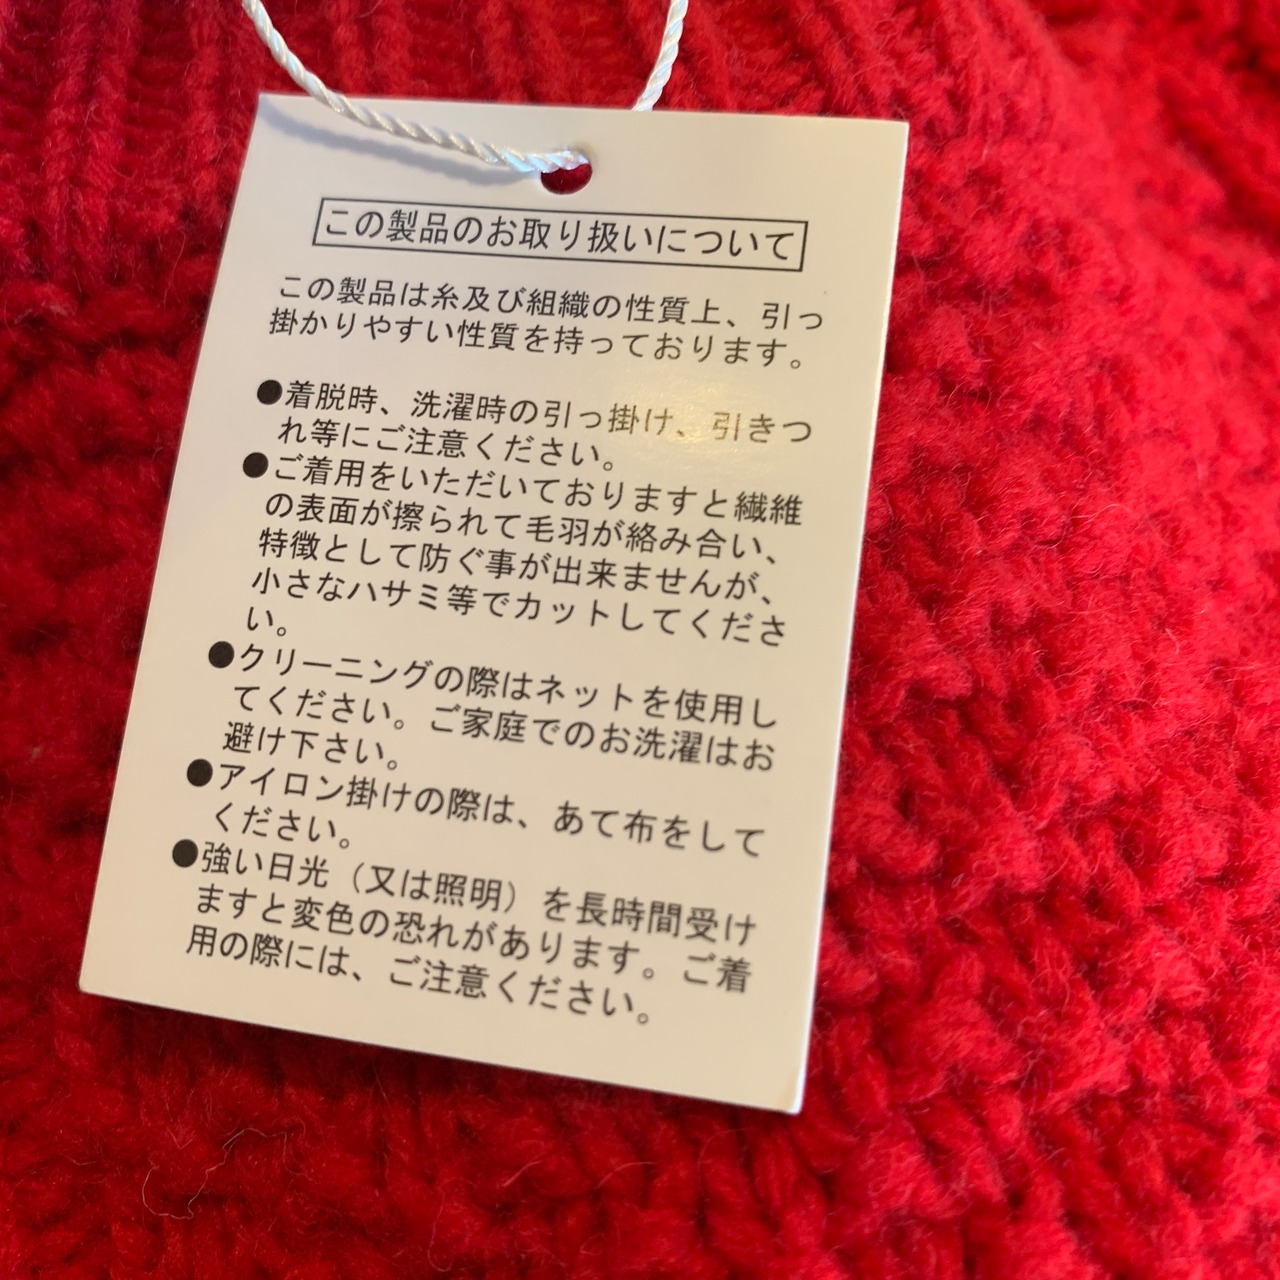 この製品のお取り扱いについて
この製品は糸及び組織の性質上、引っ
掛かりやすい性質を持っております。
●着脱時、洗濯時の引っ掛け、引きつ
れ等にご注意ください。
●ご着用をいただいておりますと繊維
の表面が擦られて毛羽が絡み合い、
特徴として防ぐ事が出来ませんが、
小さなハサミ等でカットしてくださ
い。
●クリーニングの際はネットを使用し
てください。ご家庭でのお洗濯はお
避け下さい。
●アイロン掛けの際は、あて布をして
ください。
●強い日光（又は照明）を長時間受け
ますと変色の恐れがあります。ご着
用の際には、ご注意ください。